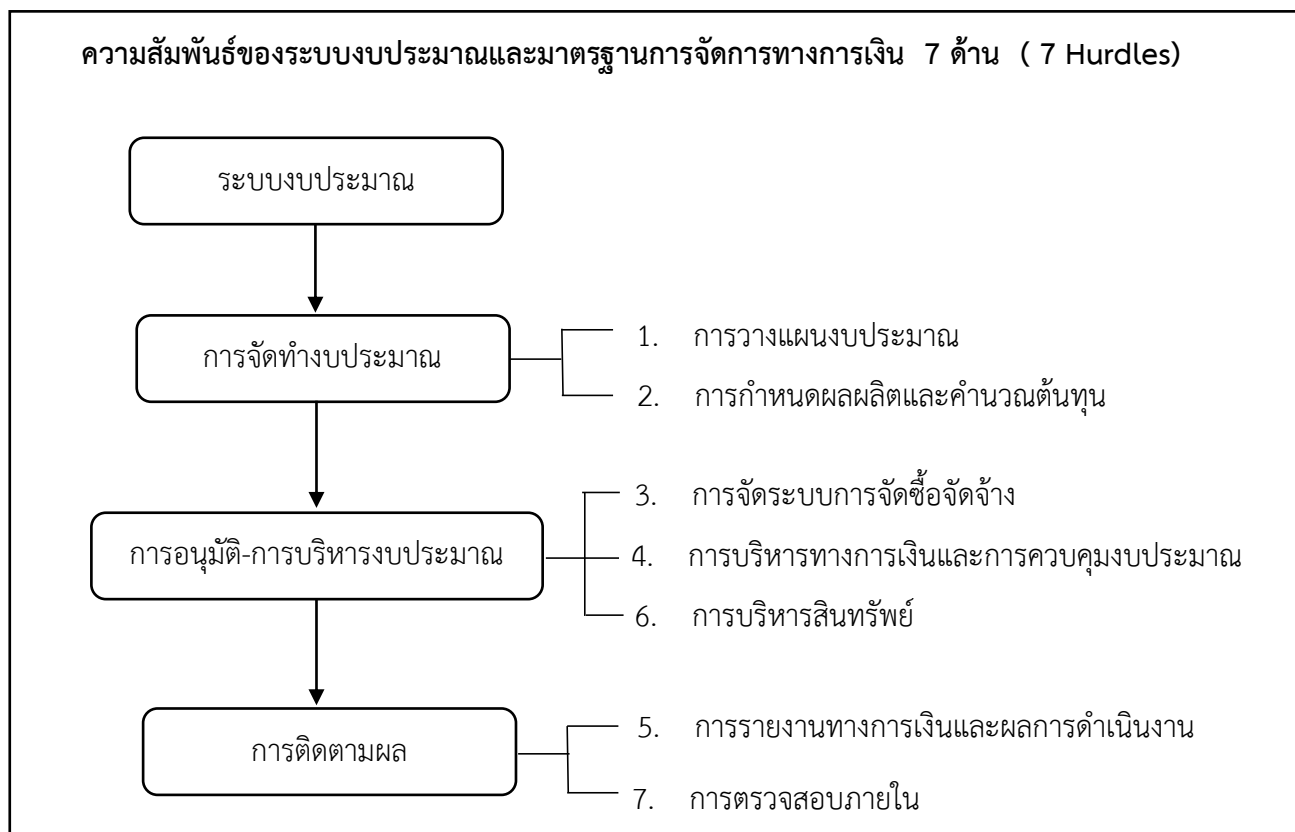 ความสัมพันธ์ของระบบงบประมาณและมาตรฐานการจัดการทางการเงิน 7 ด้าน ( 7 Hurdles)
ระบบงบประมาณ
การจัดทำงบประมาณ
1. การวางแผนงบประมาณ
2. การกำหนดผลผลิตและคำนวณต้นทุน
การอนุมัติ-การบริหารงบประมาณ
3. การจัดระบบการจัดซื้อจัดจ้าง
4. การบริหารทางการเงินและการควบคุมงบประมาณ
6. การบริหารสินทรัพย์
การติดตามผล
5. การรายงานทางการเงินและผลการดำเนินงาน
7. การตรวจสอบภายใน